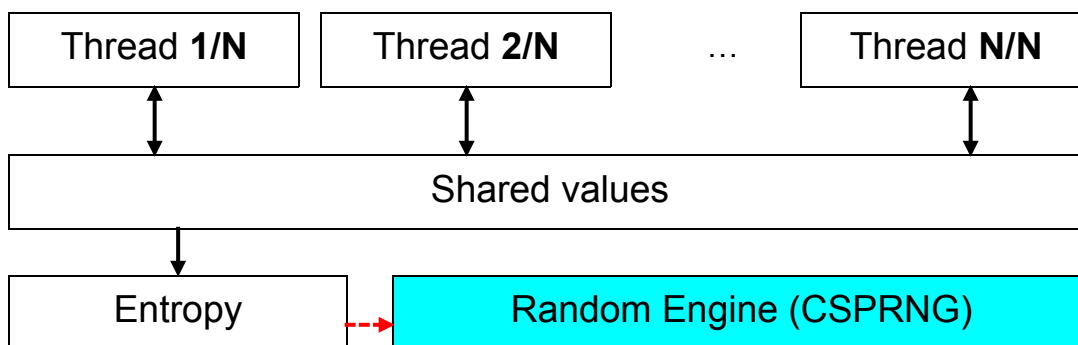 Thread 1/N
Thread 2/N
…
Thread N/N
Shared values
Entropy
Random Engine (CSPRNG)